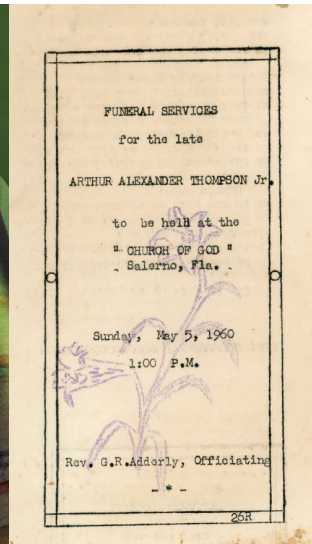 FUNERAL SERVICES
for the late
ARTHUR ALEXANDER THOMPSON Jr.
to be held at the
" CHURCH OF GOD "
- Salerno, Fla. -
Sunday, May 5, 1960
1:00 P.M.
Rev. G.R.Adderly, Officiating
- * -
26R